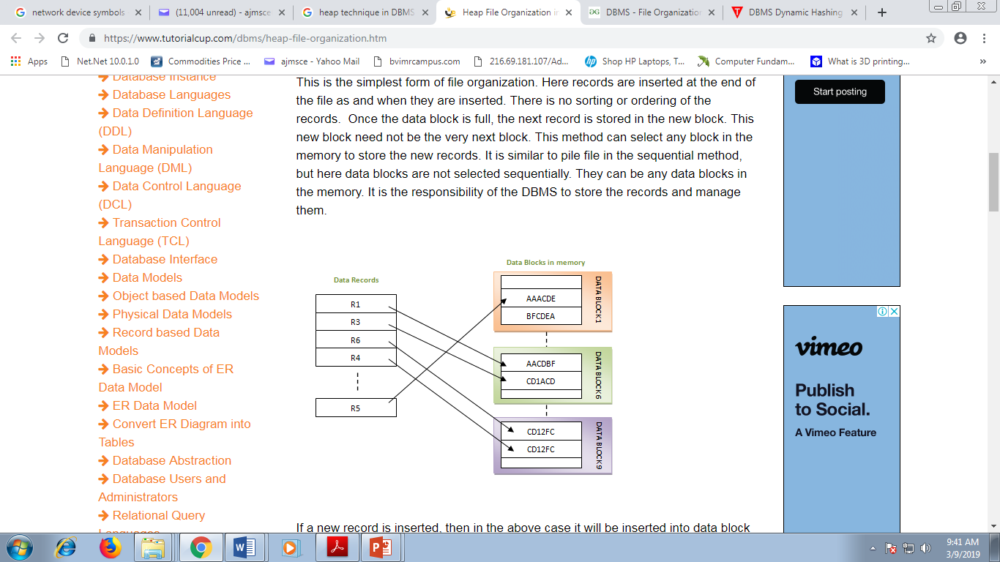 network device symbols
(11,004 unread) - ajmsce
heap technique in DBMS
Heap File Organization in
DBMS - File Organization
DBMS Dynamic Hashing
https://www.tutorialcup.com/dbms/heap-file-organization.htm
Apps
Net.Net 10.0.1.0
Commodities Price ...
ajmsce - Yahoo Mail
bvimrcampus.com
216.69.181.107/Ad...
Shop HP Laptops, T...
Computer Fundam...
What is 3D printing...
»
Database Instance
Database Languages
Data Definition Language
(DDL)
Data Manipulation
Language (DML)
Data Control Language
(DCL)
Transaction Control
Language (TCL)
Database Interface
Data Models
Object based Data Models
Physical Data Models
Record based Data
Models
Basic Concepts of ER
Data Model
ER Data Model
Convert ER Diagram into
Tables
Database Abstraction
Database Users and
Administrators
Relational Query
Languages
This is the simplest form of file organization. Here records are inserted at the end of
the file as and when they are inserted. There is no sorting or ordering of the
records. Once the data block is full, the next record is stored in the new block. This
new block need not be the very next block. This method can select any block in the
memory to store the new records. It is similar to pile file in the sequential method,
but here data blocks are not selected sequentially. They can be any data blocks in
the memory. It is the responsibility of the DBMS to store the records and manage
them.
Data Records
R1
R3
R6
R4
R5
Data Blocks in memory
AAACDE
BFCDEA
DATA BLOCK1
AACDBF
CD1ACD
DATA BLOCK6
CD12FC
CD12FC
DATA BLOCK9
If a new record is inserted, then in the above case it will be inserted into data block
Start posting
vimeo
Publish
to Social.
A Vimeo Feature
9:41 AM
3/9/2019